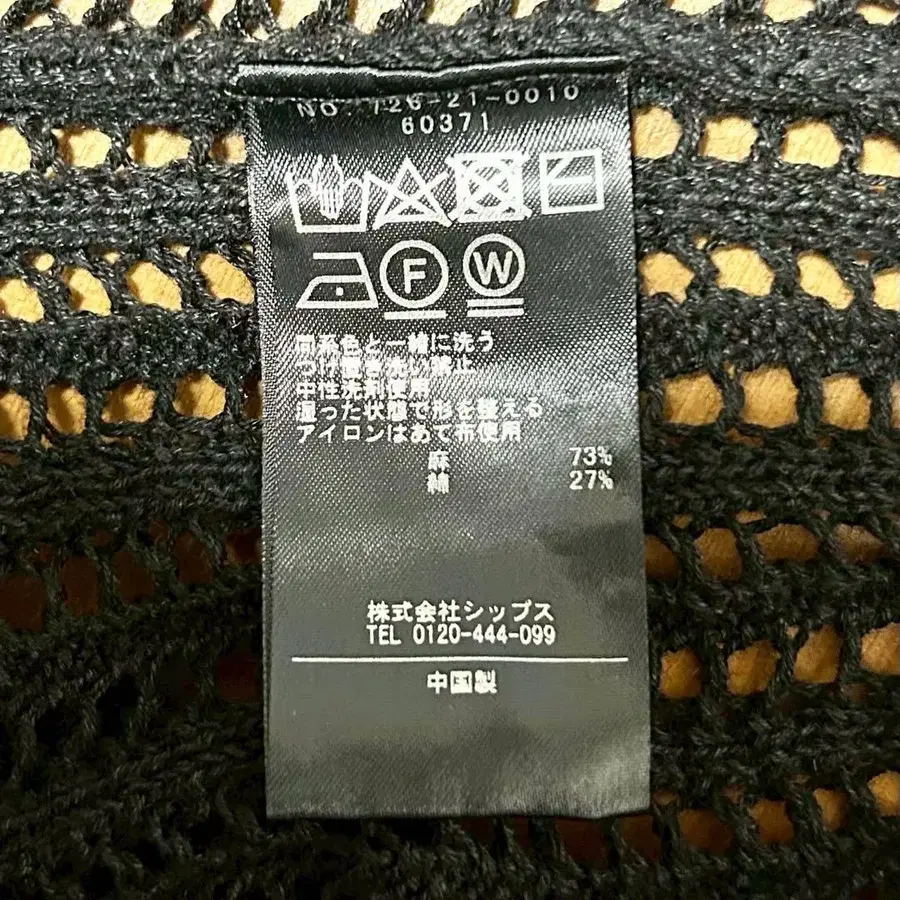 NO. 726-21-0010
60371
F W
同系色と一緒に洗う
つけ置き洗い禁止
中性洗剤使用
湿った状態で形を整える
アイロンはあて布使用
麻 73%
綿 27%
株式会社シップス
TEL 0120-444-099
中国製